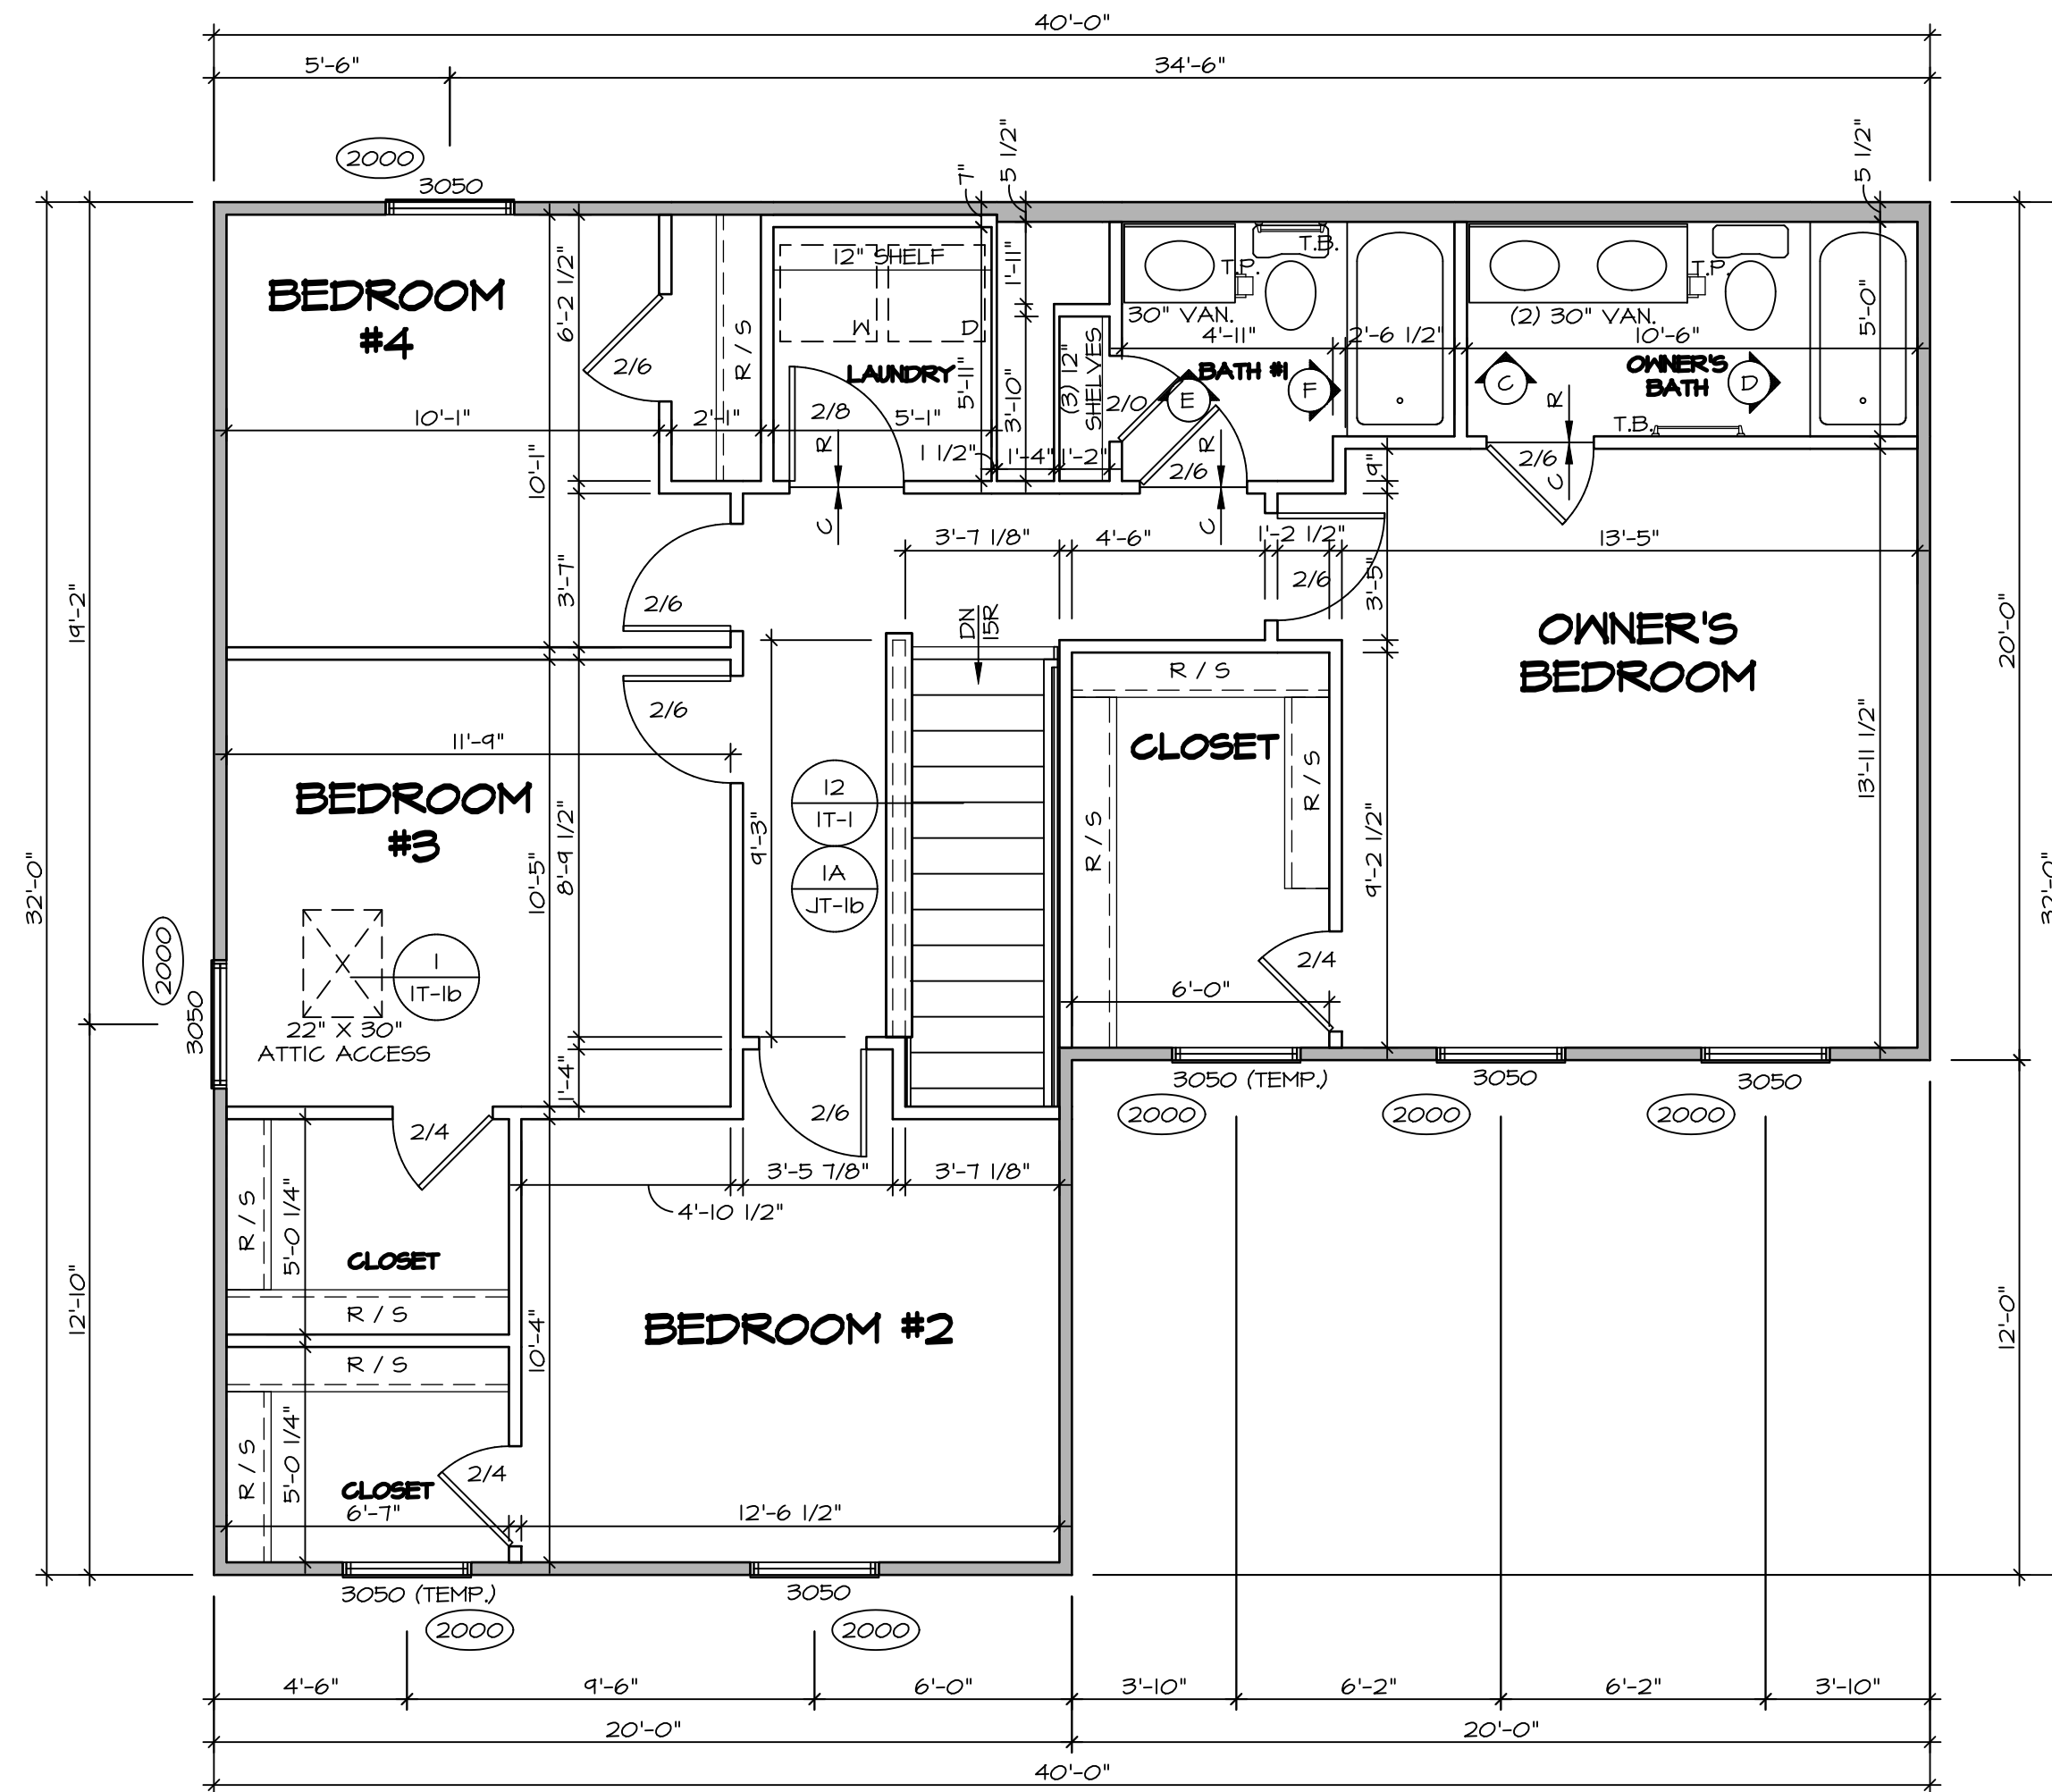 40'-0"
5'-6"
34'-6"
2000
3050
7"
5 1/2"
5 1/2"
BEDROOM
#4
6'-2 1/2"
2/6
R / S
12" SHELF
W
D
LAUNDRY
5'-11"
1'-11"
3'-10"
(3) 12"
SHELVES
30" VAN.
T.P.
T.B.
4'-11"
2'-6 1/2"
BATH #1
E
F
2/0
(2) 30" VAN.
T.P.
10'-6"
OWNER'S
BATH
C
D
R
T.B.
5'-0"
10'-1"
2'-1"
2/8
5'-1"
R
C
1 1/2"
1'-4"
1'-2"
2/6
R
C
9"
2/6
C
10'-1"
3'-7"
2/6
3'-7 1/8"
4'-6"
1'-2 1/2"
13'-5"
2/6
3'-5"
19'-2"
20'-0"
DN
15R
OWNER'S
BEDROOM
R / S
2/6
11'-9"
CLOSET
R / S
R / S
BEDROOM
#3
10'-5"
8'-9 1/2"
9'-3"
12
1T-1
1A
JT-1b
9'-2 1/2"
13'-11 1/2"
32'-0"
32'-0"
2000
3050
1
1T-1b
22" X 30"
ATTIC ACCESS
6'-0"
2/4
1'-4"
3050 (TEMP.)
3050
3050
2000
2000
2000
2/4
2/6
3'-5 7/8"
3'-7 1/8"
4'-10 1/2"
R / S
5'-0 1/4"
CLOSET
R / S
12'-10"
12'-0"
10'-4"
BEDROOM #2
R / S
R / S
5'-0 1/4"
CLOSET
2/4
6'-7"
12'-6 1/2"
3050 (TEMP.)
3050
2000
2000
4'-6"
9'-6"
6'-0"
3'-10"
6'-2"
6'-2"
3'-10"
20'-0"
20'-0"
40'-0"